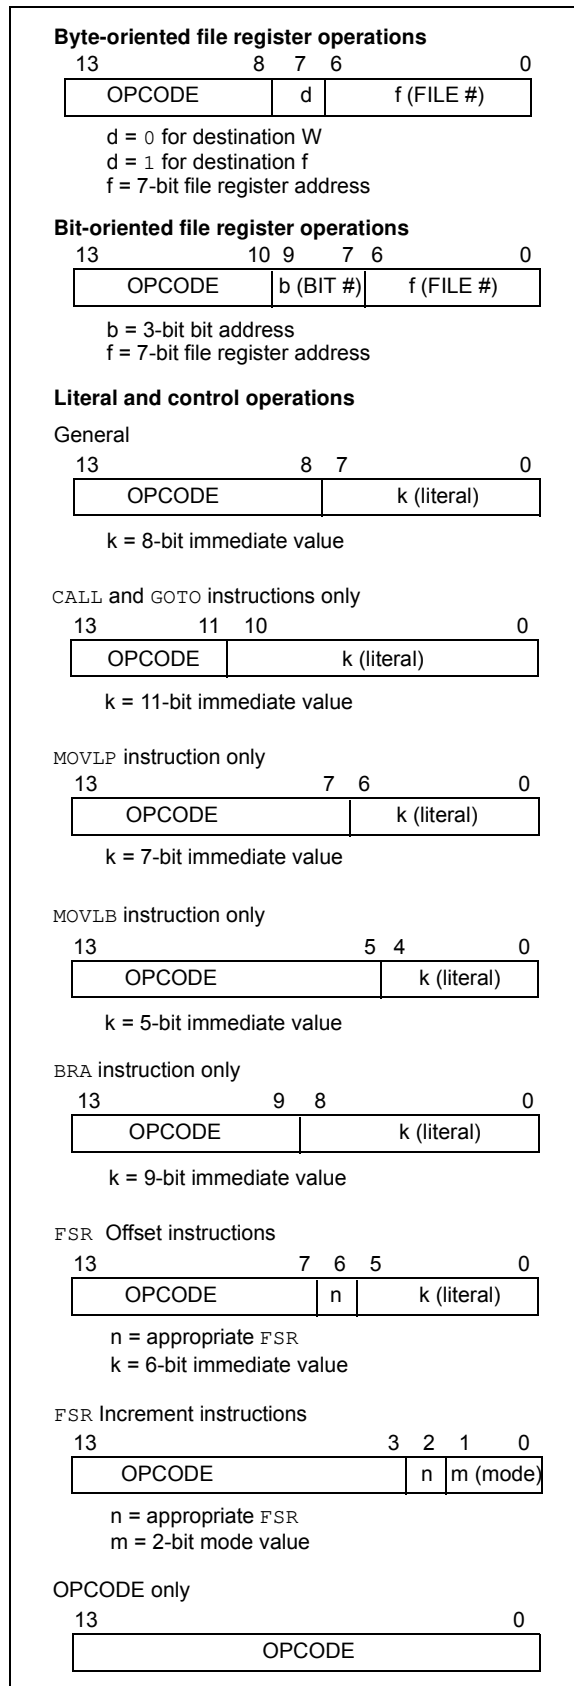 Byte-oriented file register operations
13 8 7 6 0
OPCODE d f (FILE #)
d = 0 for destination W
d = 1 for destination f
f = 7-bit file register address
Bit-oriented file register operations
13 10 9 7 6 0
OPCODE b (BIT #) f (FILE #)
b = 3-bit bit address
f = 7-bit file register address
Literal and control operations
General
13 8 7 0
OPCODE k (literal)
k = 8-bit immediate value
CALL and GOTO instructions only
13 11 10 0
OPCODE k (literal)
k = 11-bit immediate value
MOVLP instruction only
13 7 6 0
OPCODE k (literal)
k = 7-bit immediate value
MOVLB instruction only
13 5 4 0
OPCODE k (literal)
k = 5-bit immediate value
BRA instruction only
13 9 8 0
OPCODE k (literal)
k = 9-bit immediate value
FSR Offset instructions
13 7 6 5 0
OPCODE n k (literal)
n = appropriate FSR
k = 6-bit immediate value
FSR Increment instructions
13 3 2 1 0
OPCODE n m (mode)
n = appropriate FSR
m = 2-bit mode value
OPCODE only
13 0
OPCODE